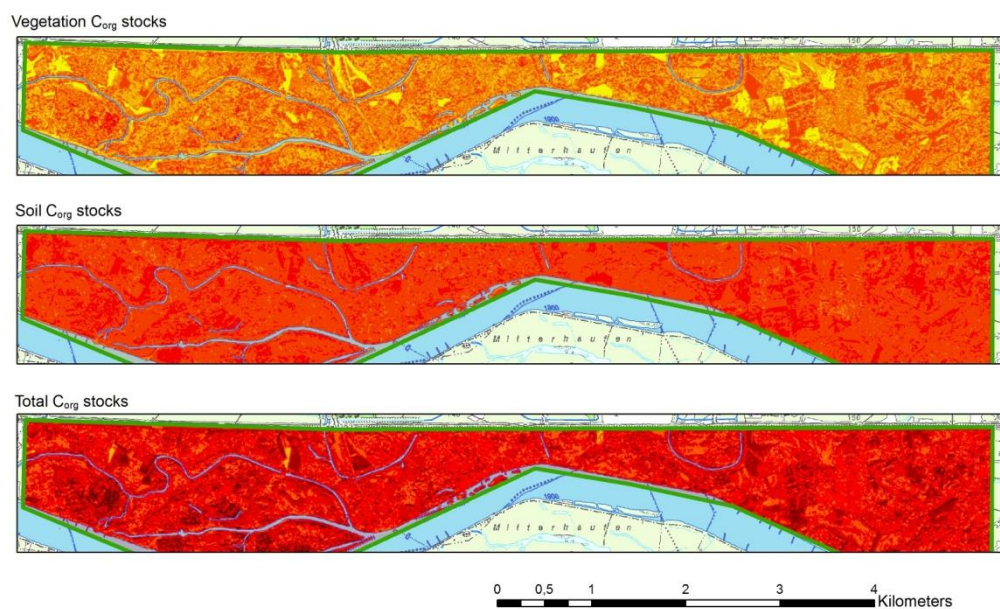 Vegetation Corg stocks
150
1900
Mitterhaufen
Soil Corg stocks
150
1900
Mitterhaufen
Total Corg stocks
150
1900
Mitterhaufen
0 0,5 1 2 3 4
Kilometers